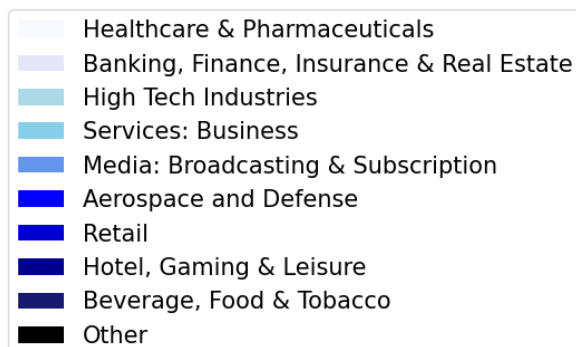 Healthcare & Pharmaceuticals
Banking, Finance, Insurance & Real Estate
High Tech Industries
Services: Business
Media: Broadcasting & Subscription
Aerospace and Defense
Retail
Hotel, Gaming & Leisure
Beverage, Food & Tobacco
Other